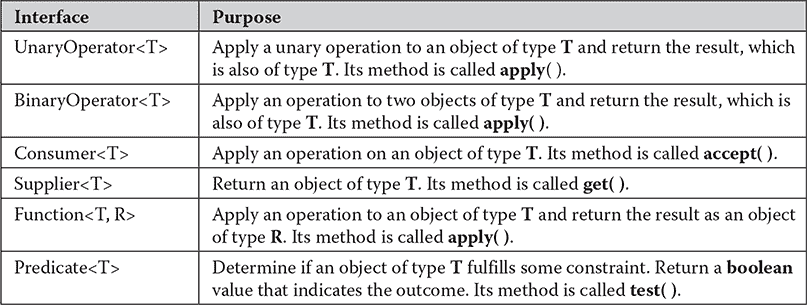 Interface Purpose
UnaryOperator<T> Apply a unary operation to an object of type T and return the result, which
is also of type T. Its method is called apply( ).
BinaryOperator<T> Apply an operation to two objects of type T and return the result, which is
also of type T. Its method is called apply( ).
Consumer<T> Apply an operation on an object of type T. Its method is called accept( ).
Supplier<T> Return an object of type T. Its method is called get( ).
Function<T, R> Apply an operation to an object of type T and return the result as an object
of type R. Its method is called apply( ).
Predicate<T> Determine if an object of type T fulfills some constraint. Return a boolean
value that indicates the outcome. Its method is called test( ).